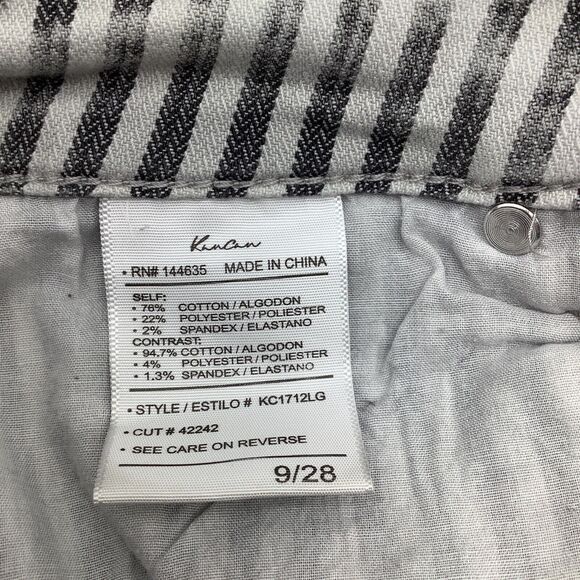 KanCan
• RN# 144635 MADE IN CHINA
SELF:
• 76% COTTON / ALGODON
• 22% POLYESTER / POLIESTER
• 2% SPANDEX / ELASTANO
CONTRAST:
• 94.7% COTTON / ALGODON
• 4% POLYESTER / POLIESTER
• 1.3% SPANDEX / ELASTANO
• STYLE / ESTILO # KC1712LG
• CUT # 42242
• SEE CARE ON REVERSE
9/28